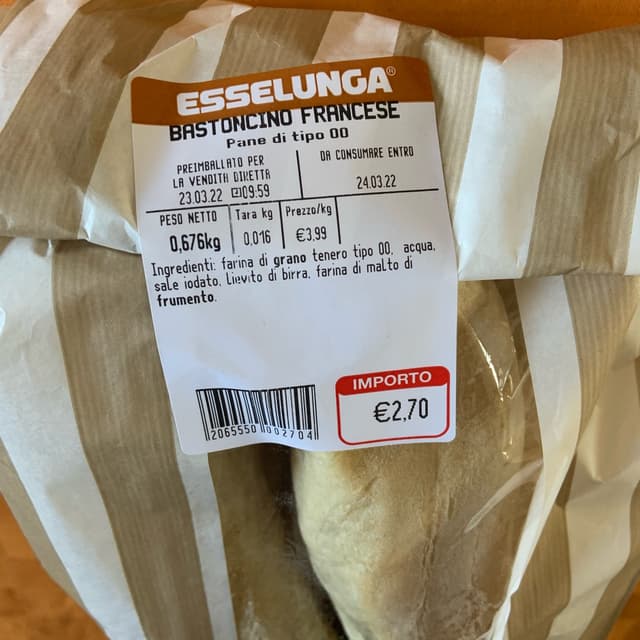 ESSELUNGA®
BASTONCINO FRANCESE
Pane di tipo 00
PREIMBALLATO PER
LA VENDITA DIRETTA
23.03.22 09:59
DA CONSUMARE ENTRO
24.03.22
PESO NETTO
0,676kg
Tara kg
0,016
Prezzo/kg
€3,99
Ingredienti: farina di grano tenero tipo 00, acqua,
sale iodato, Lievito di birra, farina di malto di
frumento.
IMPORTO
€2,70
2065550 002704